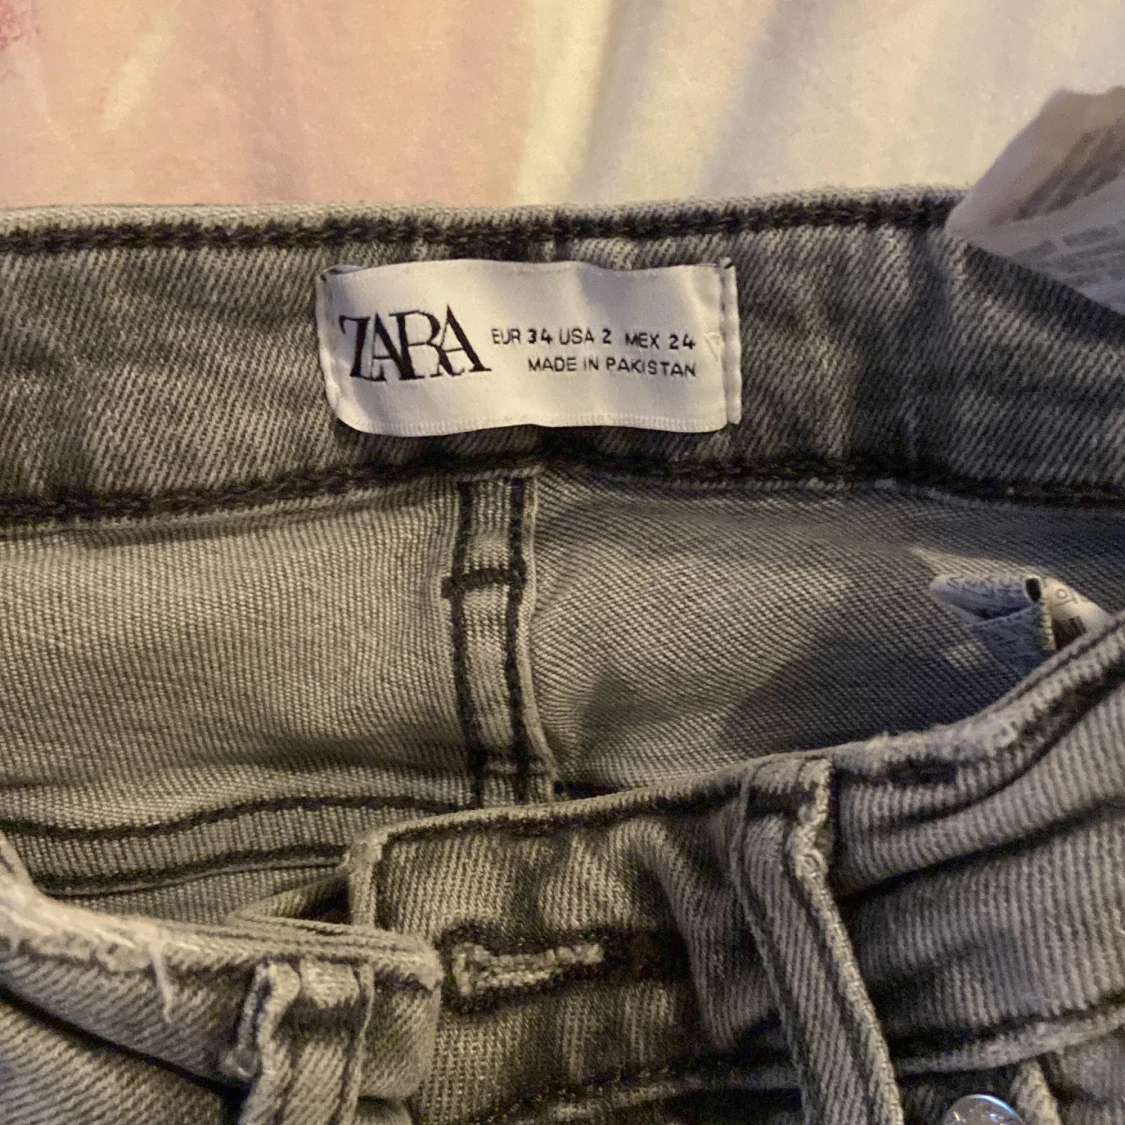 ZARA
EUR 34 USA 2 MEX 24
MADE IN PAKISTAN